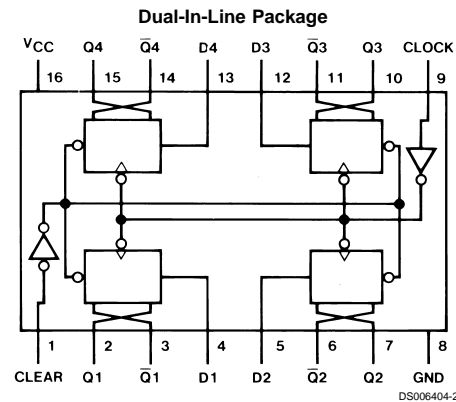 Dual-In-Line Package
VCC Q4 Q̅4 D4 D3 Q̅3 Q3 CLOCK
16 15 14 13 12 11 10 9
1 2 3 4 5 6 7 8
CLEAR Q1 Q̅1 D1 D2 Q̅2 Q2 GND
DS006404-2